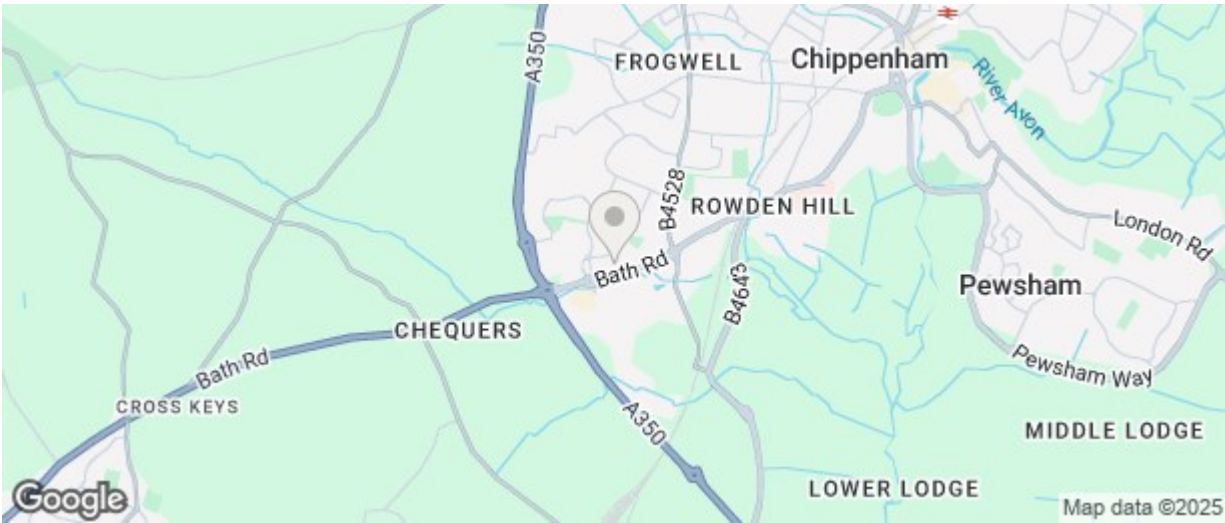 A350
FROGWELL
Chippenham
River Avon
B4528
ROWDEN HILL
London Rd
Bath Rd
Pewsham
B4643
CHEQUERS
Bath Rd
Pewsham Way
CROSS KEYS
A350
MIDDLE LODGE
LOWER LODGE
Google
Map data ©2025